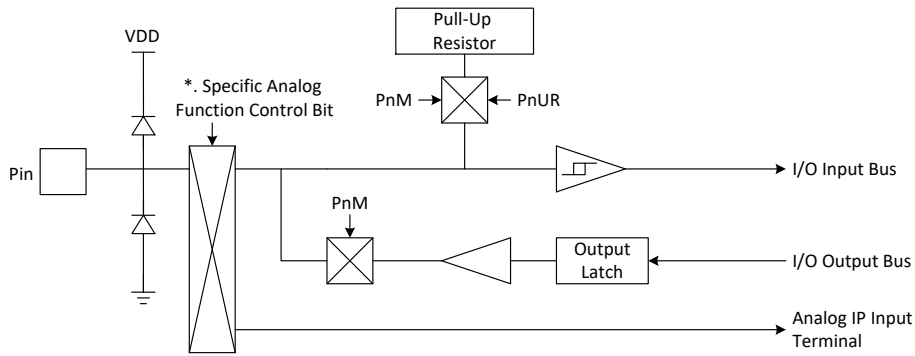 Pull-Up
Resistor
VDD
*. Specific Analog
Function Control Bit
PnM
PnUR
Pin
I/O Input Bus
PnM
Output
Latch
I/O Output Bus
Analog IP Input
Terminal